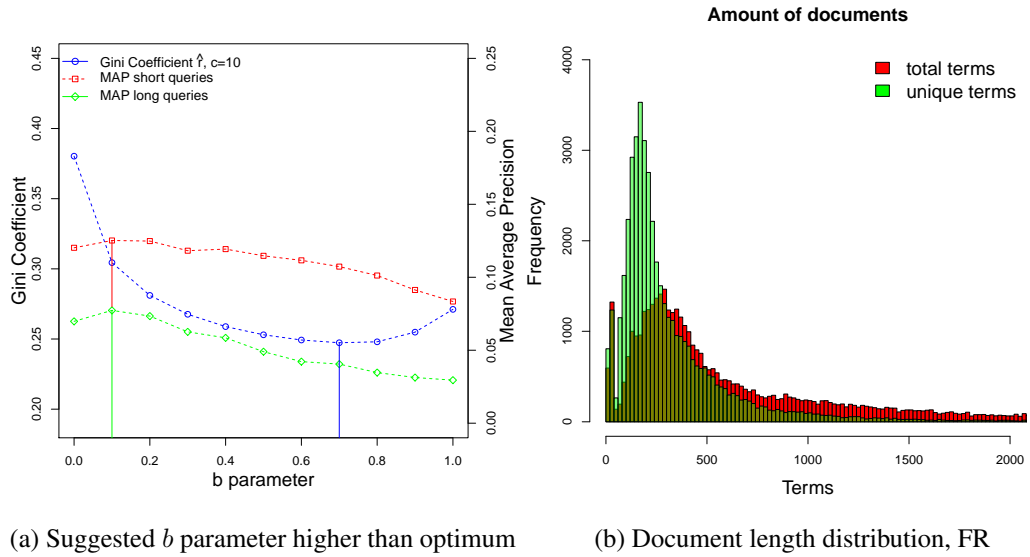 Gini Coefficient r̂, c=10
MAP short queries
MAP long queries
0.45
0.40
0.35
0.30
0.25
0.20
Gini Coefficient
0.25
0.20
0.15
0.10
0.05
0.00
Mean Average Precision
0.0 0.2 0.4 0.6 0.8 1.0
b parameter
(a) Suggested b parameter higher than optimum
Amount of documents
total terms
unique terms
4000
3000
2000
1000
0
Frequency
0 500 1000 1500 2000
Terms
(b) Document length distribution, FR